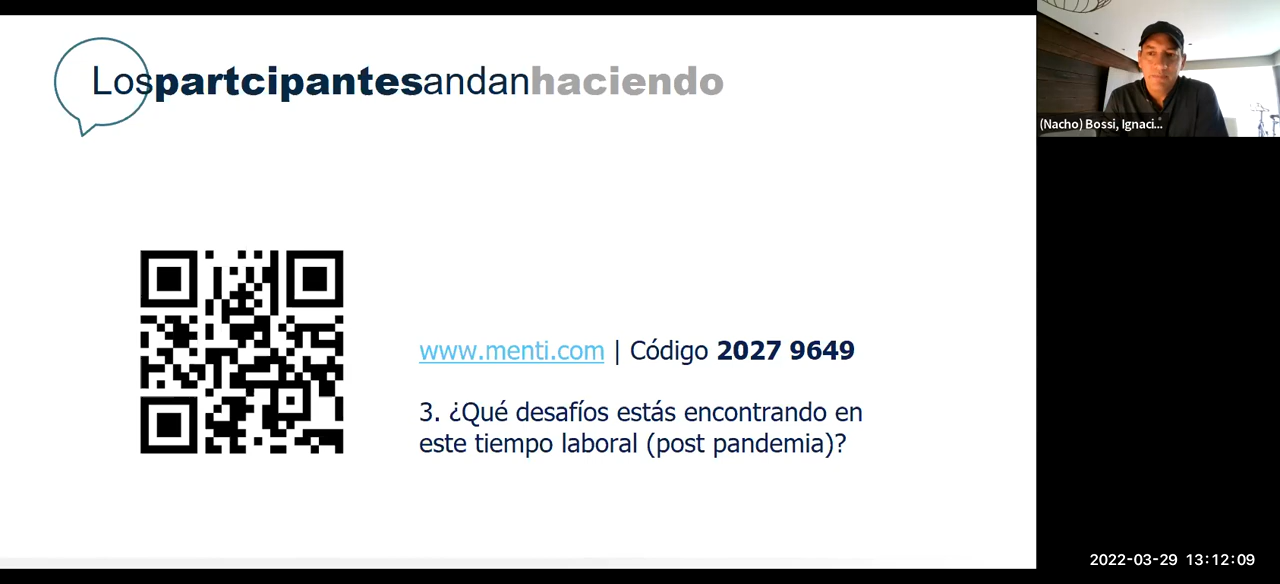 Lospartcipantesandanhaciendo
www.menti.com | Código 2027 9649
3. ¿Qué desafíos estás encontrando en
este tiempo laboral (post pandemia)?
(Nacho) Bossi, Ignaci...
2022-03-29 13:12:09